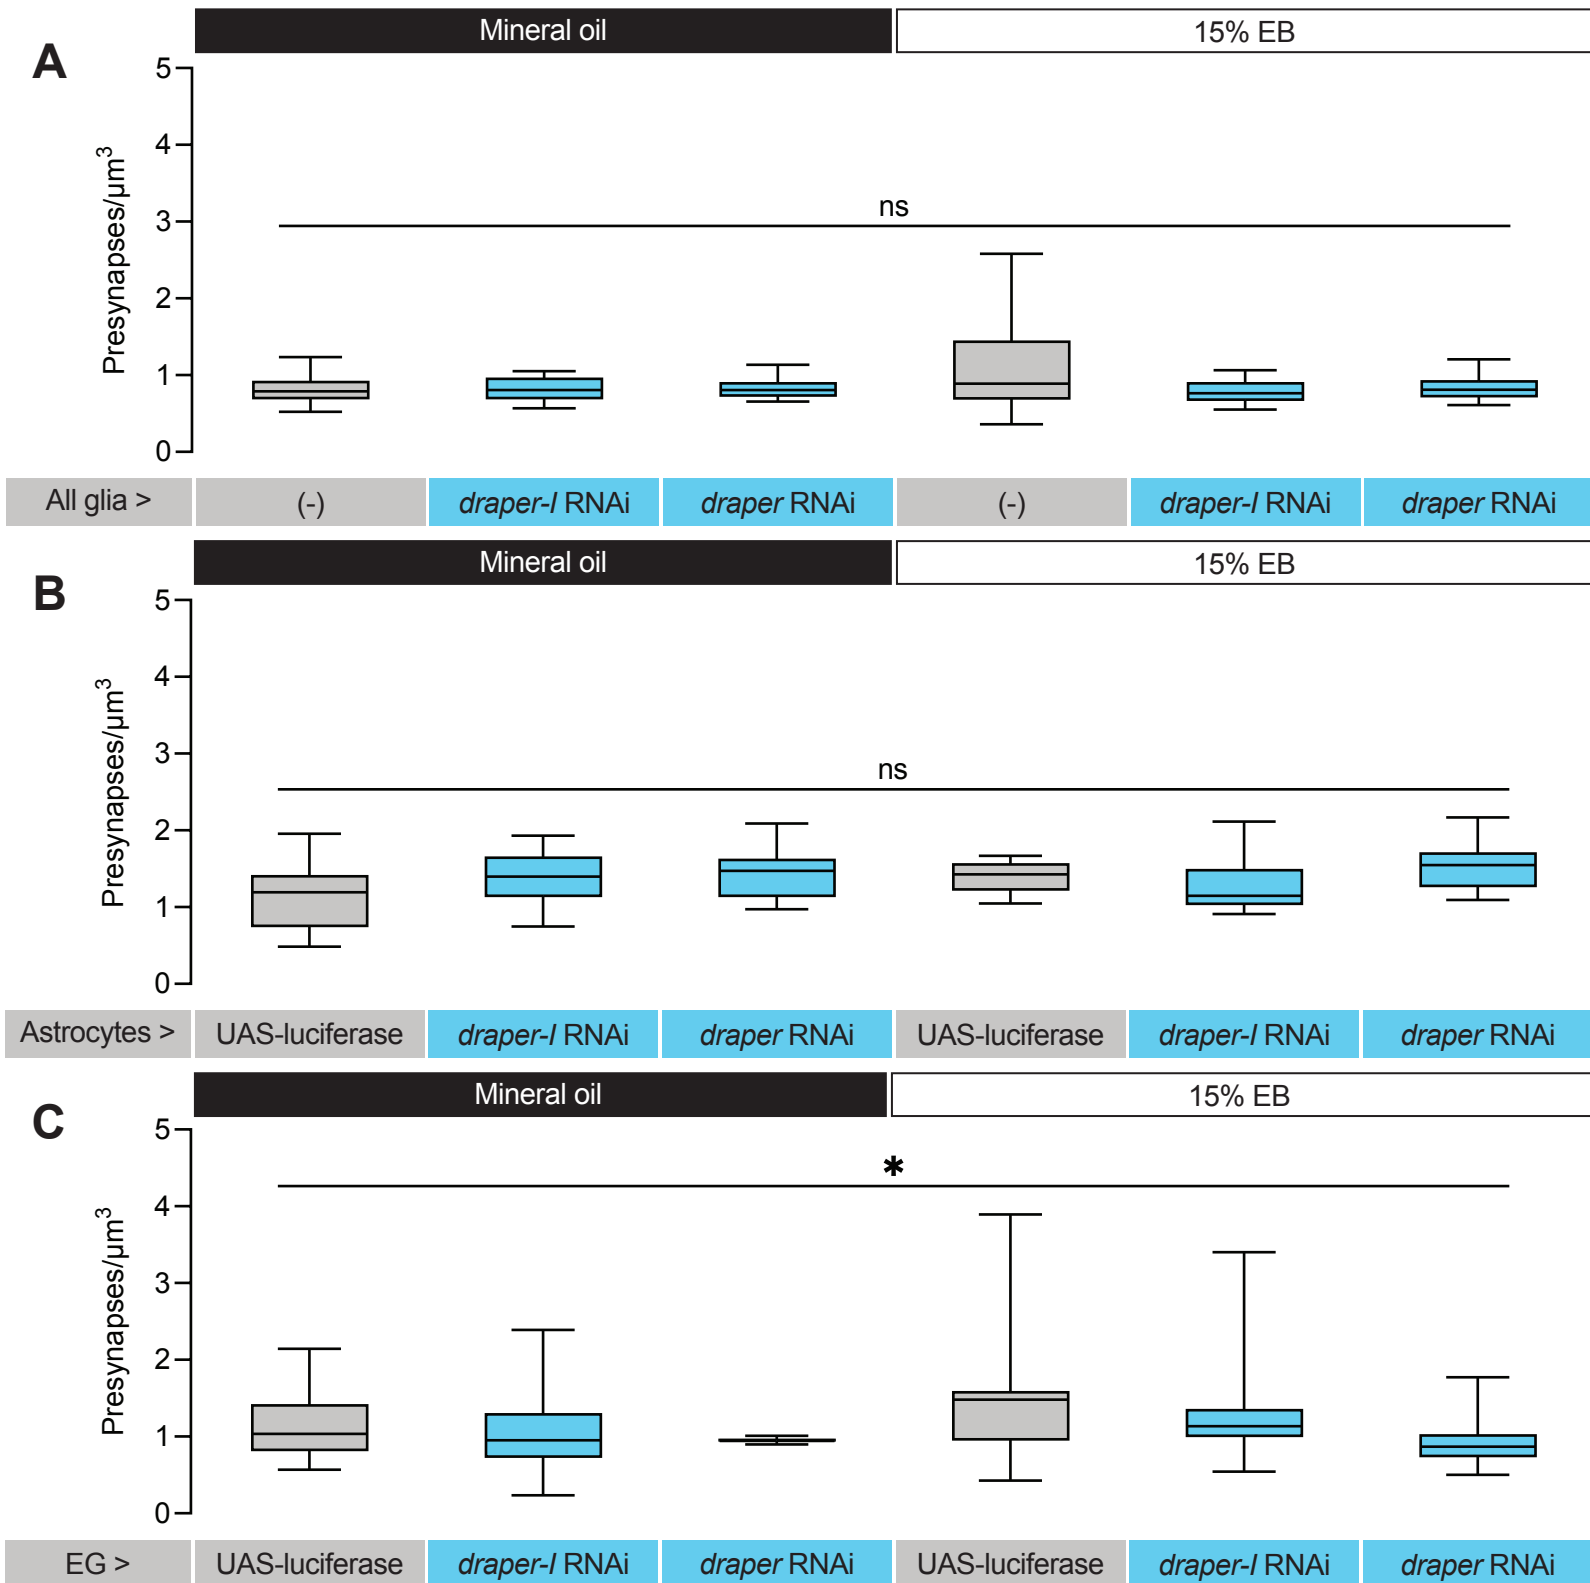 A
Mineral oil
15% EB
Presynapses/µm³
5
4
3
2
1
0
ns
All glia >
(-)
draper-I RNAi
draper RNAi
(-)
draper-I RNAi
draper RNAi
B
Mineral oil
15% EB
Presynapses/µm³
5
4
3
2
1
0
ns
Astrocytes >
UAS-luciferase
draper-I RNAi
draper RNAi
UAS-luciferase
draper-I RNAi
draper RNAi
C
Mineral oil
15% EB
Presynapses/µm³
5
4
3
2
1
0
*
EG >
UAS-luciferase
draper-I RNAi
draper RNAi
UAS-luciferase
draper-I RNAi
draper RNAi